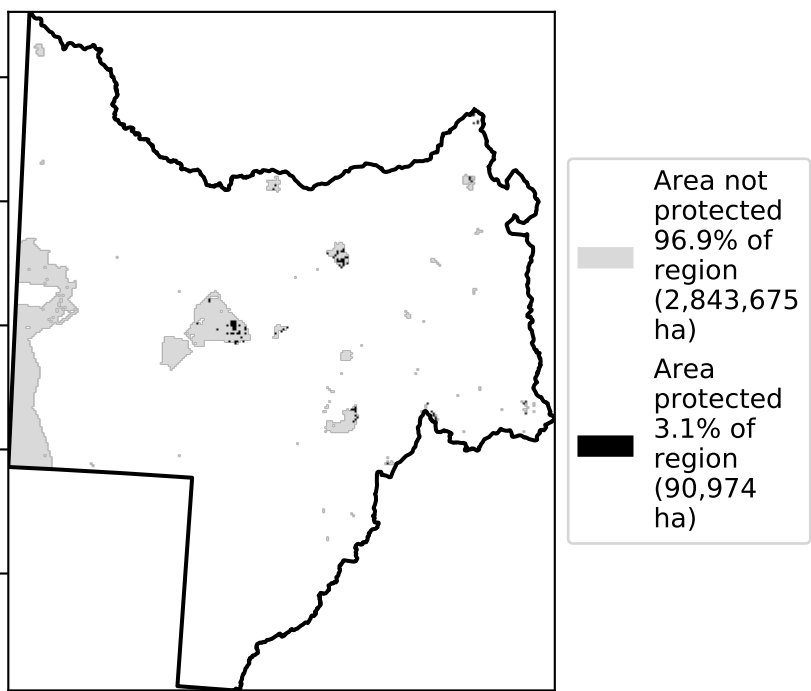 Area not
protected
96.9% of
region
(2,843,675
ha)
Area
protected
3.1% of
region
(90,974
ha)